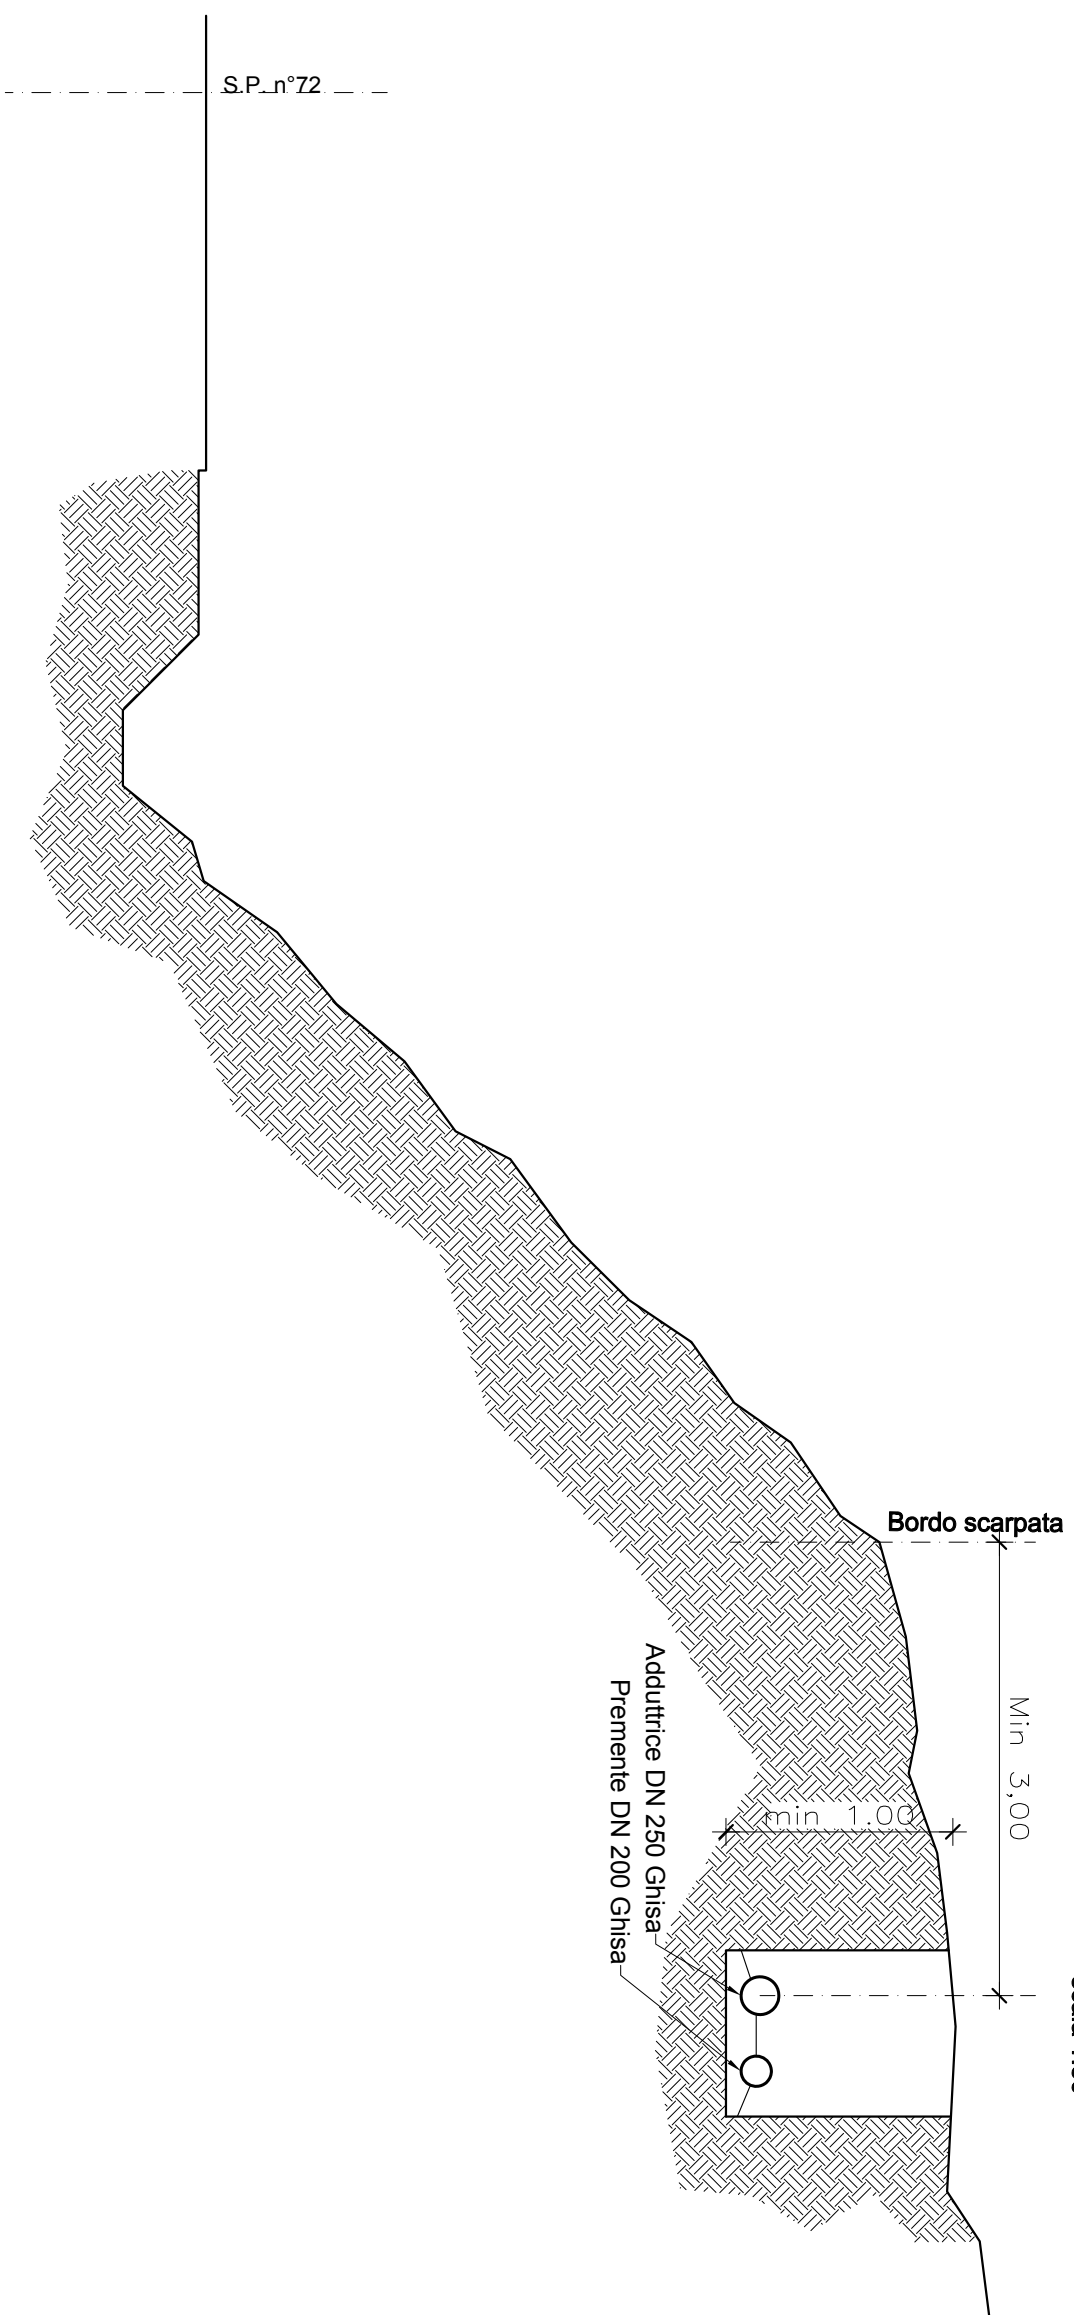 S.P. n°72
Bordo scarpata
Min 3,00
min 1.00
Adduttrice DN 250 Ghisa
Premente DN 200 Ghisa